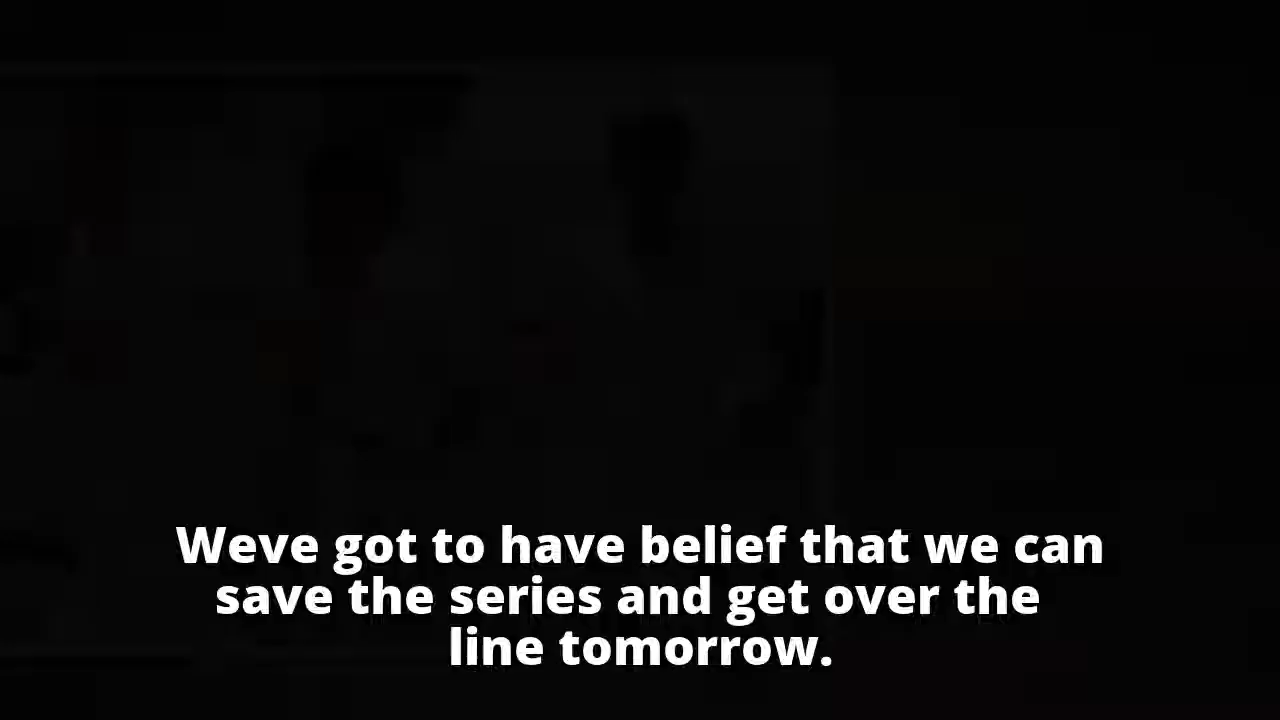 Weve got to have belief that we can
save the series and get over the
line tomorrow.